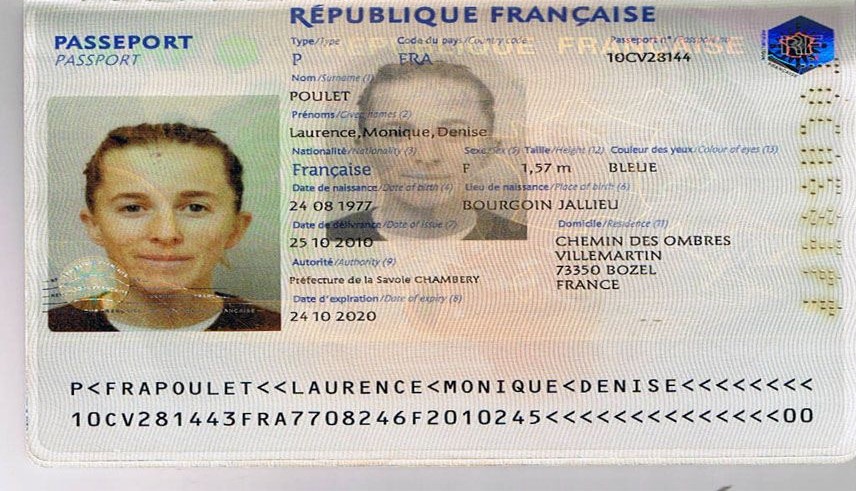 RÉPUBLIQUE FRANÇAISE
PASSEPORT
PASSPORT
Type/Type Code du pays/Country code Passeport n°/Passport no
P FRA 10CV28144
Nom/Surname (1)
POULET
Prénoms/Given names (2)
Laurence,Monique,Denise
Nationalité/Nationality (3) Sexe/Sex (5) Taille/Height (12) Couleur des yeux/Colour of eyes (13)
Française F 1,57 m BLEUE
Date de naissance/Date of birth (4) Lieu de naissance/Place of birth (6)
24 08 1977 BOURGOIN JALLIEU
Date de délivrance/Date of issue (7) Domicile/Residence (11)
25 10 2010 CHEMIN DES OMBRES
VILLEMARTIN
Autorité/Authority (9) 73350 BOZEL
Préfecture de la Savoie CHAMBERY FRANCE
Date d'expiration/Date of expiry (8)
24 10 2020
P<FRAPOULET<<LAURENCE<MONIQUE<DENISE<<<<<<<<
10CV281443FRA7708246F2010245<<<<<<<<<<<<<<00